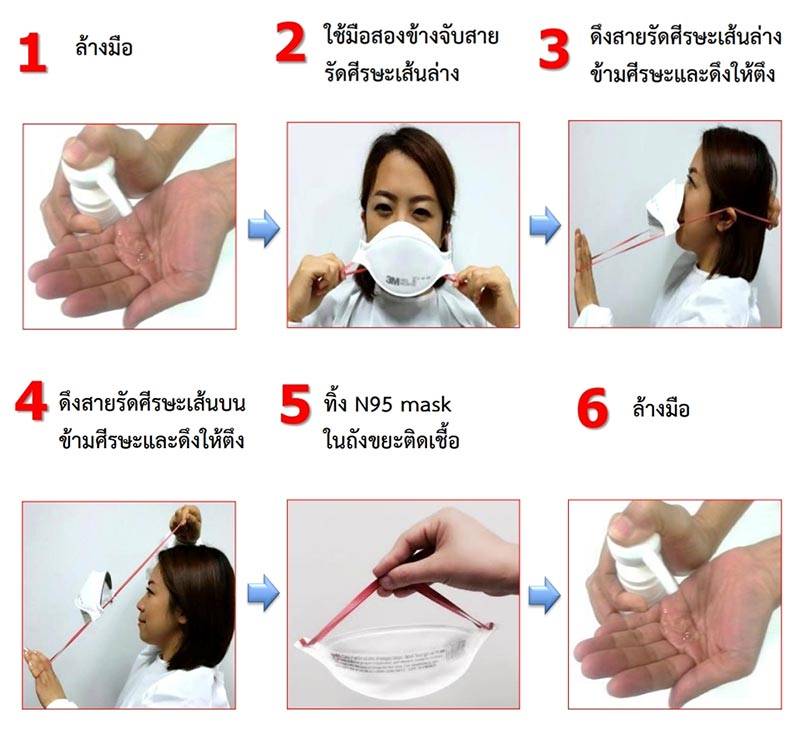 1 ล้างมือ
2 ใช้มือสองข้างจับสาย
รัดศีรษะเส้นล่าง
3 ดึงสายรัดศีรษะเส้นล่าง
ข้ามศีรษะและดึงให้ตึง
3M
4 ดึงสายรัดศีรษะเส้นบน
ข้ามศีรษะและดึงให้ตึง
5 ทิ้ง N95 mask
ในถังขยะติดเชื้อ
6 ล้างมือ